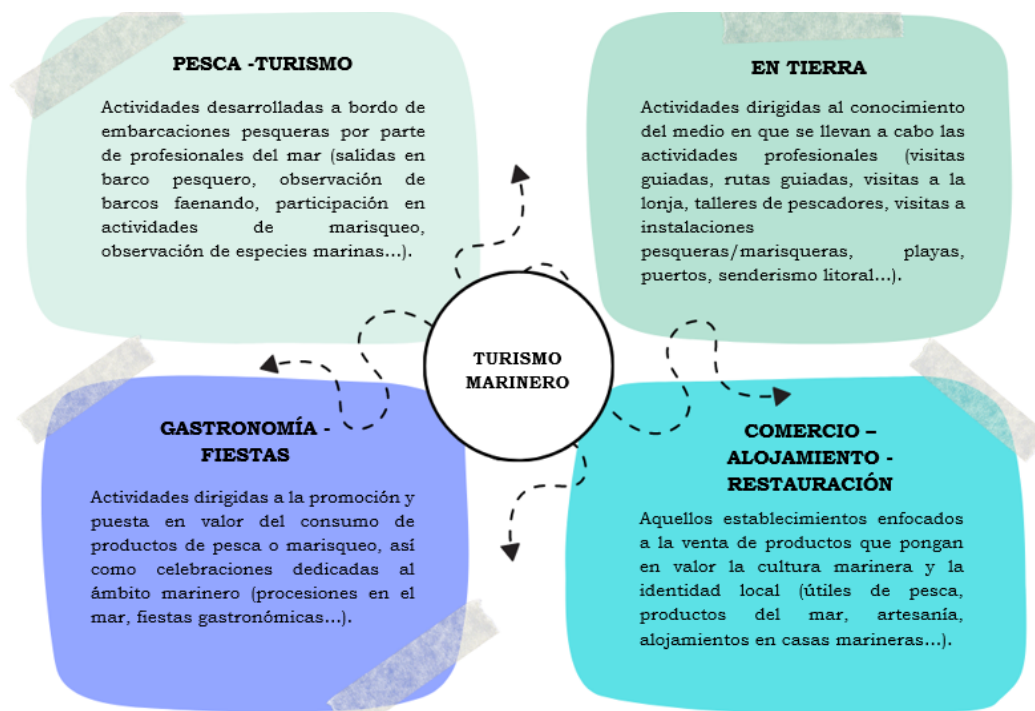 PESCA -TURISMO
Actividades desarrolladas a bordo de
embarcaciones pesqueras por parte
de profesionales del mar (salidas en
barco pesquero, observación de
barcos faenando, participación en
actividades de marisqueo,
observación de especies marinas...).
EN TIERRA
Actividades dirigidas al conocimiento
del medio en que se llevan a cabo las
actividades profesionales (visitas
guiadas, rutas guiadas, visitas a la
lonja, talleres de pescadores, visitas a
instalaciones
pesqueras/marisqueras, playas,
puertos, senderismo litoral...).
TURISMO
MARINERO
GASTRONOMÍA -
FIESTAS
Actividades dirigidas a la promoción y
puesta en valor del consumo de
productos de pesca o marisqueo, así
como celebraciones dedicadas al
ámbito marinero (procesiones en el
mar, fiestas gastronómicas...).
COMERCIO –
ALOJAMIENTO -
RESTAURACIÓN
Aquellos establecimientos enfocados
a la venta de productos que pongan
en valor la cultura marinera y la
identidad local (útiles de pesca,
productos del mar, artesanía,
alojamientos en casas marineras...).